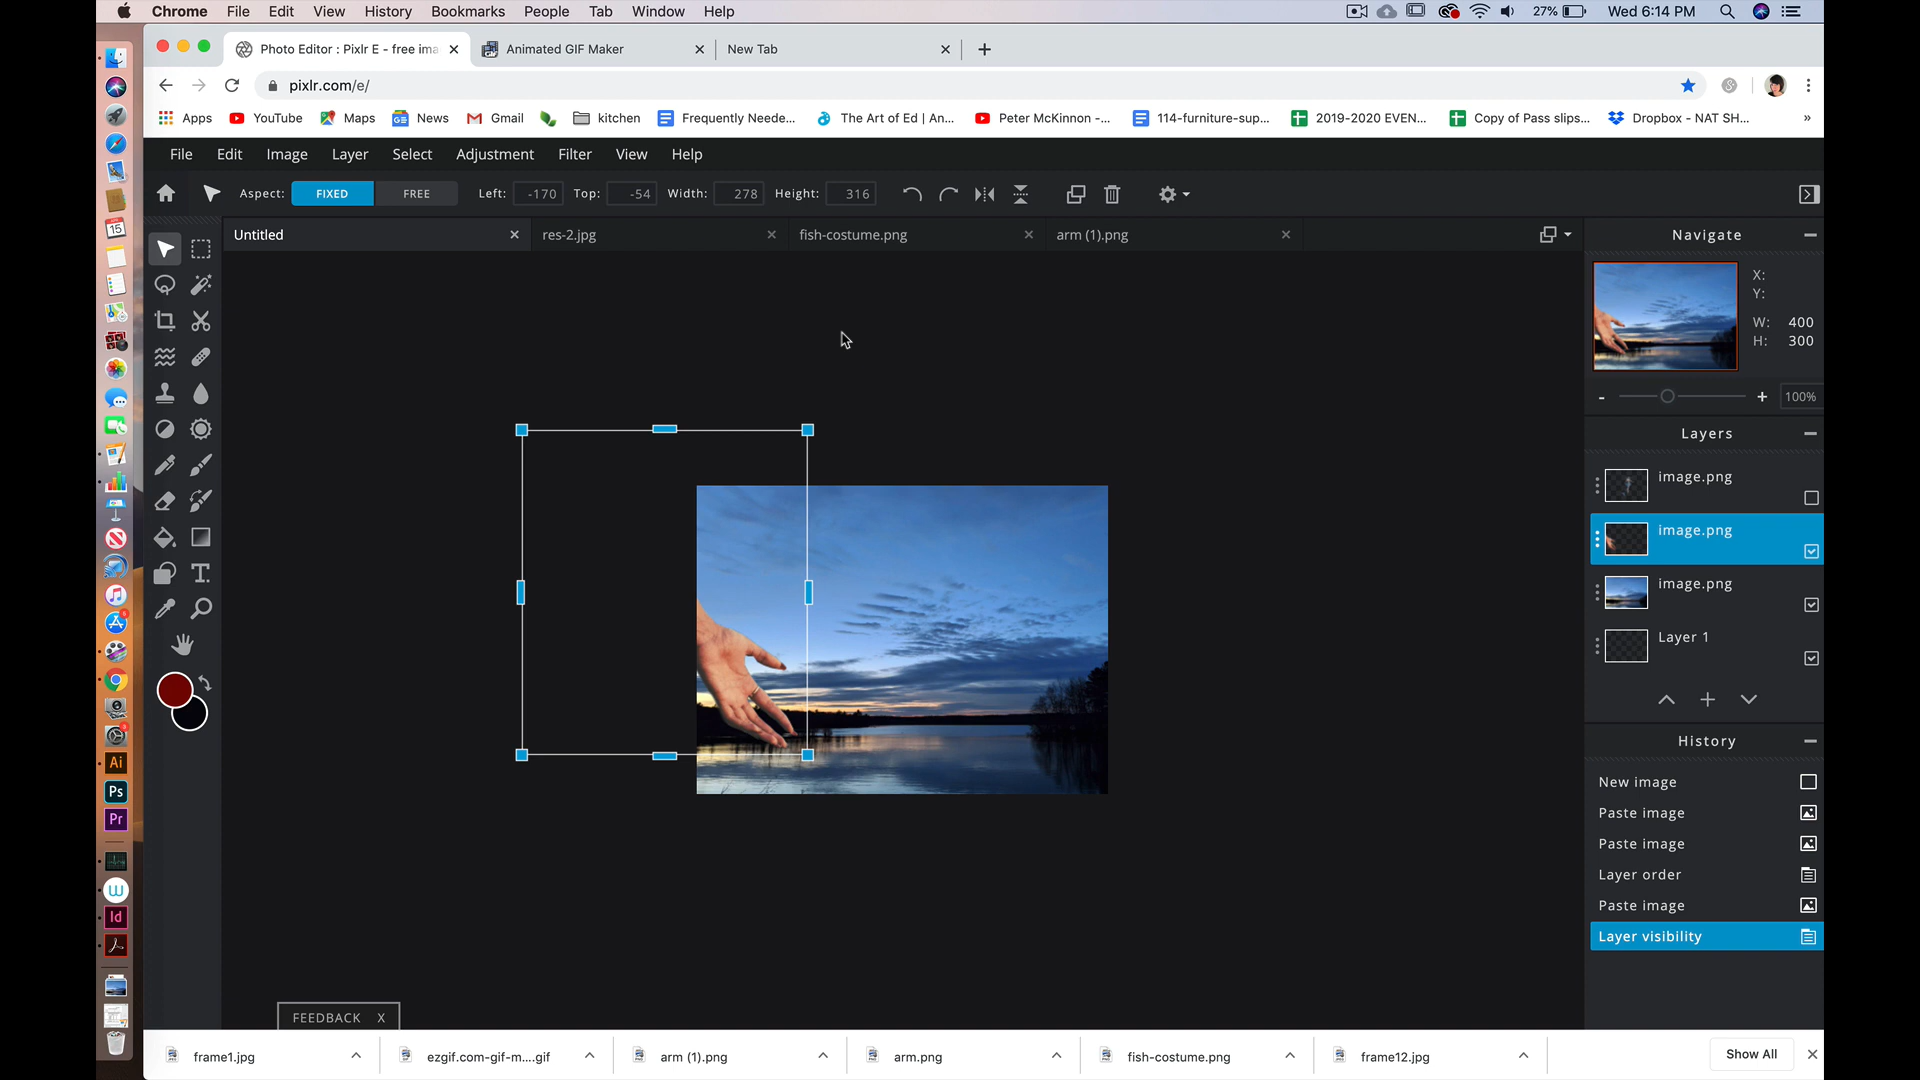 Chrome File Edit View History Bookmarks People Tab Window Help 27% Wed 6:14 PM
Photo Editor : Pixlr E - free ima Animated GIF Maker New Tab
pixlr.com/e/
Apps YouTube Maps News Gmail kitchen Frequently Neede... The Art of Ed | An... Peter McKinnon -... 114-furniture-sup... 2019-2020 EVEN... Copy of Pass slips... Dropbox - NAT SH... »
File Edit Image Layer Select Adjustment Filter View Help
Aspect: FIXED FREE Left: -170 Top: -54 Width: 278 Height: 316
Untitled res-2.jpg fish-costume.png arm (1).png
Navigate
X:
Y:
W: 400
H: 300
- + 100%
Layers
image.png
image.png
image.png
Layer 1
History
New image
Paste image
Paste image
Layer order
Paste image
Layer visibility
FEEDBACK X
frame1.jpg ezgif.com-gif-m....gif arm (1).png arm.png fish-costume.png frame12.jpg Show All
15
Ai
Ps
Pr
Id